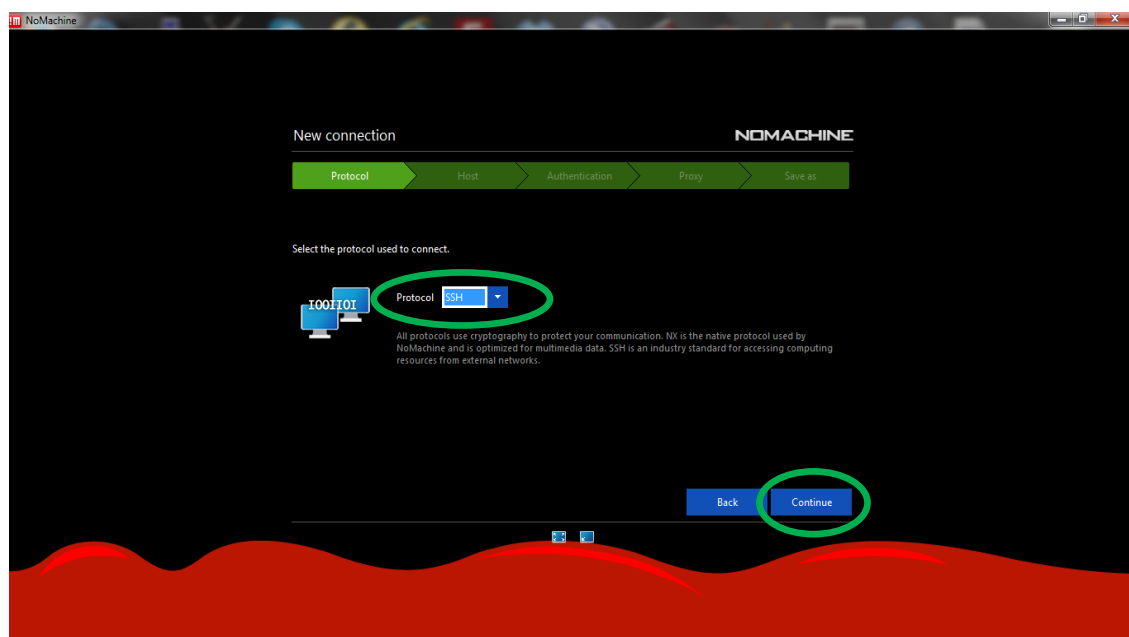 NoMachine
New connection
NOMACHINE
Protocol
Host
Authentication
Proxy
Save as
Select the protocol used to connect.
IOOIIOI
Protocol
SSH
All protocols use cryptography to protect your communication. NX is the native protocol used by
NoMachine and is optimized for multimedia data. SSH is an industry standard for accessing computing
resources from external networks.
Back
Continue